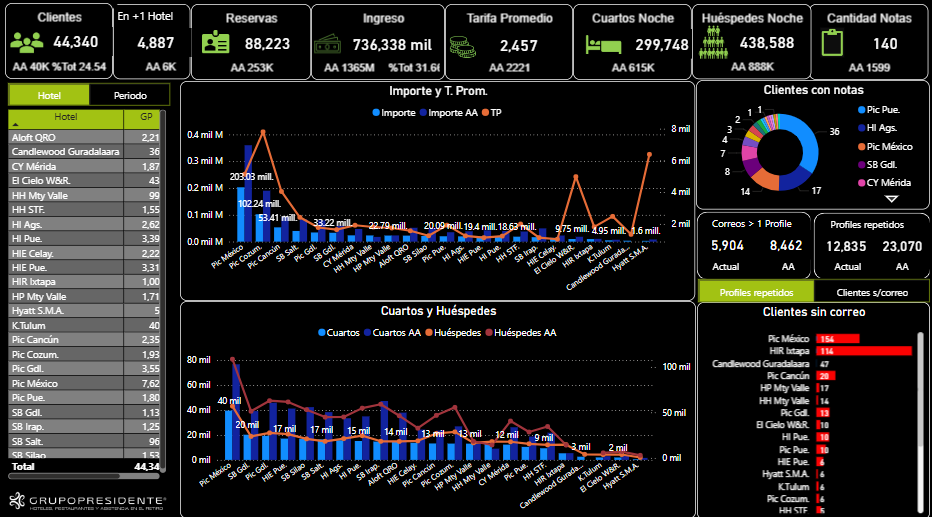 Clientes
44,340
AA 40K %Tot 24.54
En +1 Hotel
4,887
AA 6K
Reservas
88,223
AA 253K
Ingreso
736,338 mil
AA 1365M %Tot 31.6
Tarifa Promedio
2,457
AA 2221
Cuartos Noche
299,748
AA 615K
Huéspedes Noche
438,588
AA 888K
Cantidad Notas
140
AA 1599
Hotel Periodo
Hotel GP
Aloft QRO 2,21
Candlewood Guradalaara 36
CY Mérida 1,87
El Cielo W&R. 43
HH Mty Valle 99
HH STF. 1,55
HI Ags. 2,62
HI Pue. 3,39
HIE Celay. 2,22
HIE Pue. 3,31
HIR Ixtapa 1,00
HP Mty Valle 1,71
Hyatt S.M.A. 5
K.Tulum 40
Pic Cancún 2,35
Pic Cozum. 1,93
Pic Gdl. 3,55
Pic México 7,62
Pic Pue. 1,80
SB Gdl. 1,13
SB Irap. 1,25
SB Salt. 96
SB Silao 1,53
Total 44,34
GRUPOPRESIDENTE®
HOTELES, RESTAURANTES Y ASISTENCIA EN EL RETIRO
Importe y T. Prom.
Importe Importe AA TP
0.4 mil M
0.3 mil M
0.2 mil M
0.1 mil M
0.0 mil M
8 mil
6 mil
4 mil
2 mil
203.03 mill.
102.24 mill.
53.41 mill.
33.22 mill.
22.79 mill.
20.09 mill.
19.4 mill.
18.63 mill.
9.75 mill.
4.95 mill.
1.6 mill.
Pic México
Pic Cozum.
Pic Cancún
SB Salt.
Pic Gdl.
SB Gdl.
CY Mérida
HH Mty Valle
HP Mty Valle
Aloft QRO
SB Silao
Pic Pue.
HI Ags.
HIE Pue.
HI Pue.
HH STF.
SB Irap.
HIE Celay.
El Cielo W&R.
HIR Ixtapa
K.Tulum
Candlewood Gurada...
Hyatt S.M.A.
Cuartos y Huéspedes
Cuartos Cuartos AA Huéspedes Huéspedes AA
80 mil
60 mil
40 mil
20 mil
0 mil
100 mil
50 mil
0 mil
40 mil
20 mil
17 mil
17 mil
15 mil
14 mil
13 mil
13 mil
12 mil
9 mil
3 mil
2 mil
Pic México
SB Gdl.
Pic Gdl.
HIE Pue.
SB Silao
SB Salt.
HI Ags.
HI Pue.
SB Irap.
Aloft QRO
HIE Celay.
Pic Cancún
Pic Cozum.
HP Mty Valle
HH Mty Valle
CY Mérida
Pic Pue.
HH STF.
HIR Ixtapa
Candlewood Gurada...
K.Tulum
El Cielo W&R.
Hyatt S.M.A.
Clientes con notas
36
17
14
8
7
4
3
2
1
1
Pic Pue.
HI Ags.
Pic México
SB Gdl.
CY Mérida
Correos > 1 Profile
5,904 8,462
Actual AA
Profiles repetidos
12,835 23,070
Actual AA
Profiles repetidos Clientes s/correo
Clientes sin correo
Pic México 154
HIR Ixtapa 114
Candlewood Guradalaara 47
Pic Cancún 20
HP Mty Valle 17
HH Mty Valle 14
Pic Gdl. 13
El Cielo W&R. 10
HI Pue. 10
Pic Pue. 10
HIE Pue. 6
Hyatt S.M.A. 6
K.Tulum 6
Pic Cozum. 6
HH STF. 5